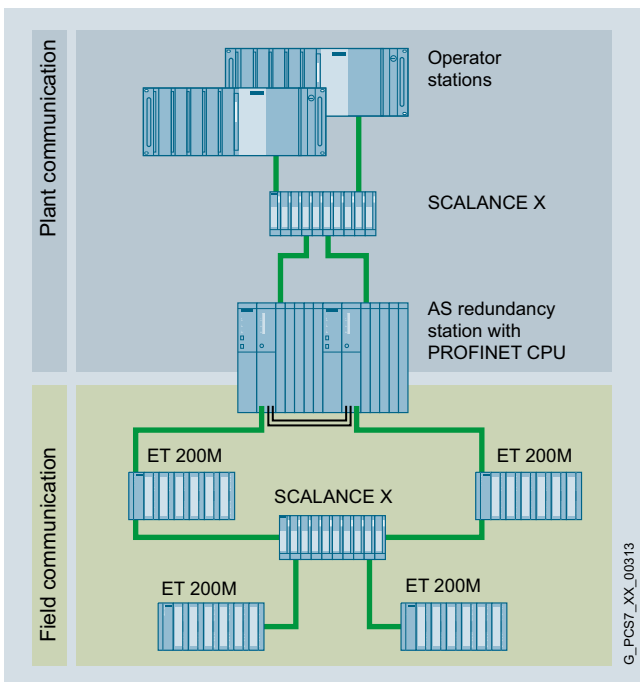 Plant communication
Operator
stations
SCALANCE X
AS redundancy
station with
PROFINET CPU
Field communication
ET 200M
ET 200M
SCALANCE X
ET 200M
ET 200M
G_PCS7_XX_00313